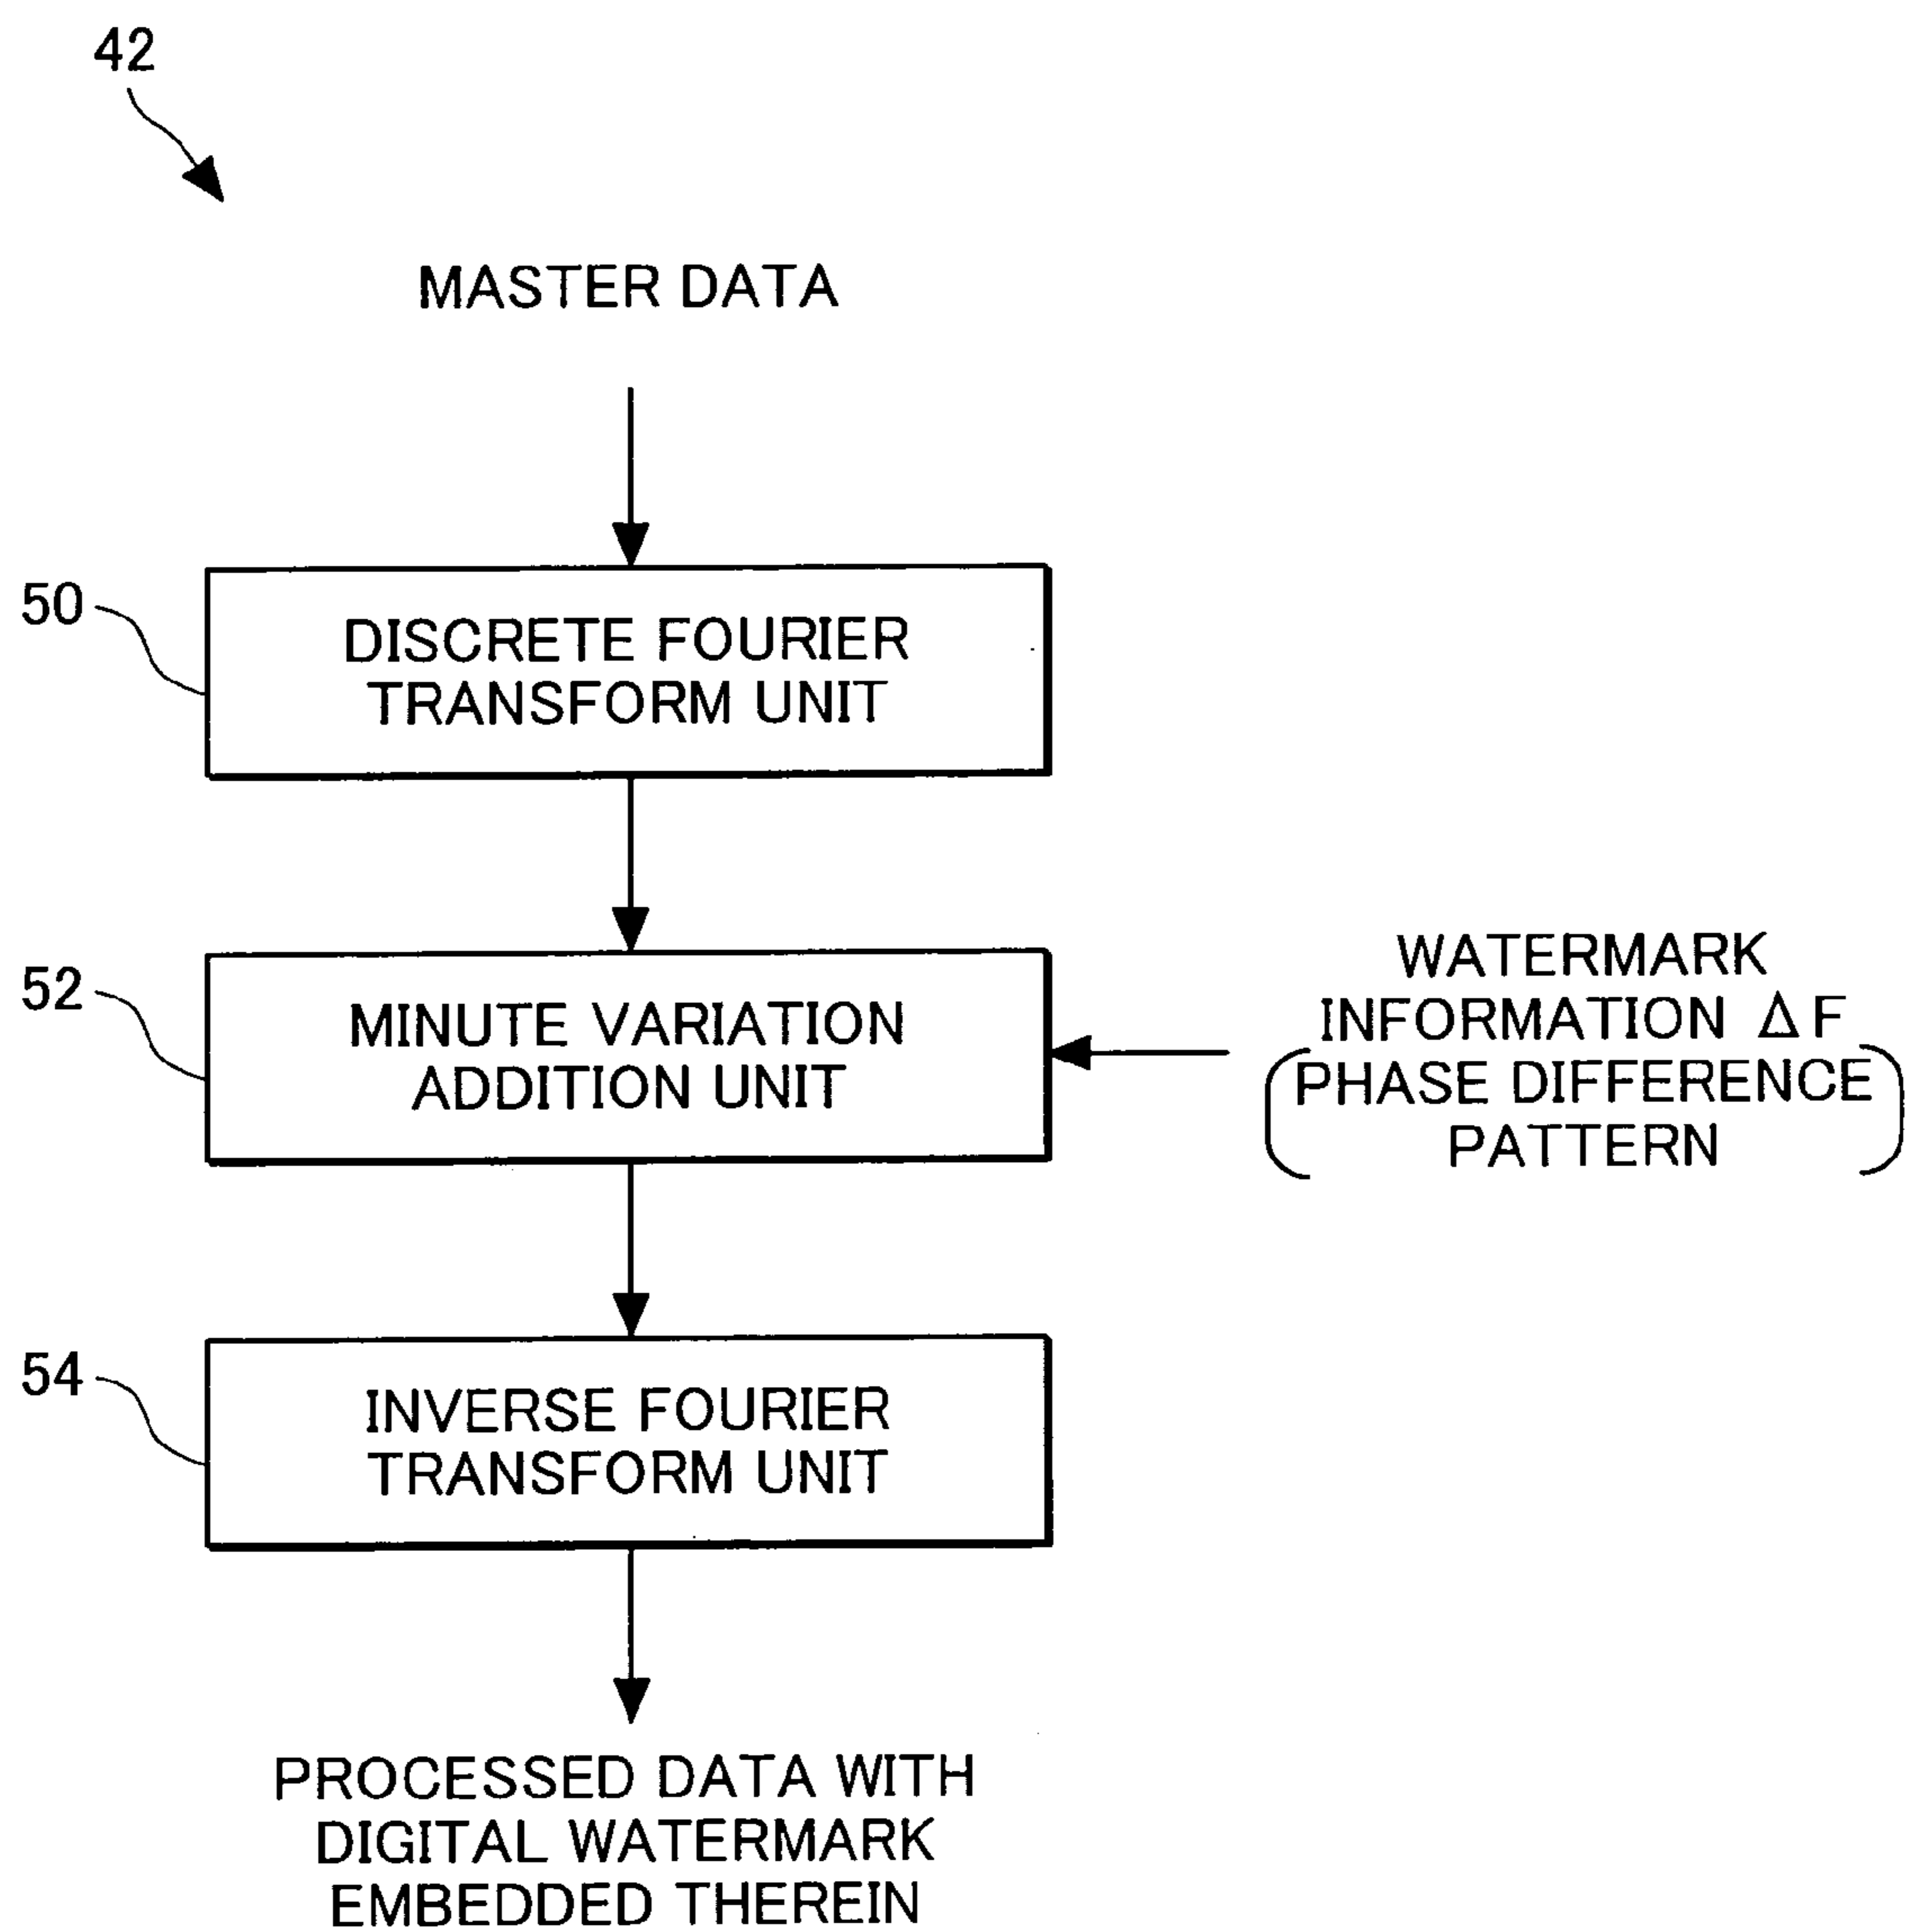 42
MASTER DATA
50
DISCRETE FOURIER
TRANSFORM UNIT
52
MINUTE VARIATION
ADDITION UNIT
WATERMARK
INFORMATION ΔF
(PHASE DIFFERENCE
PATTERN)
54
INVERSE FOURIER
TRANSFORM UNIT
PROCESSED DATA WITH
DIGITAL WATERMARK
EMBEDDED THEREIN